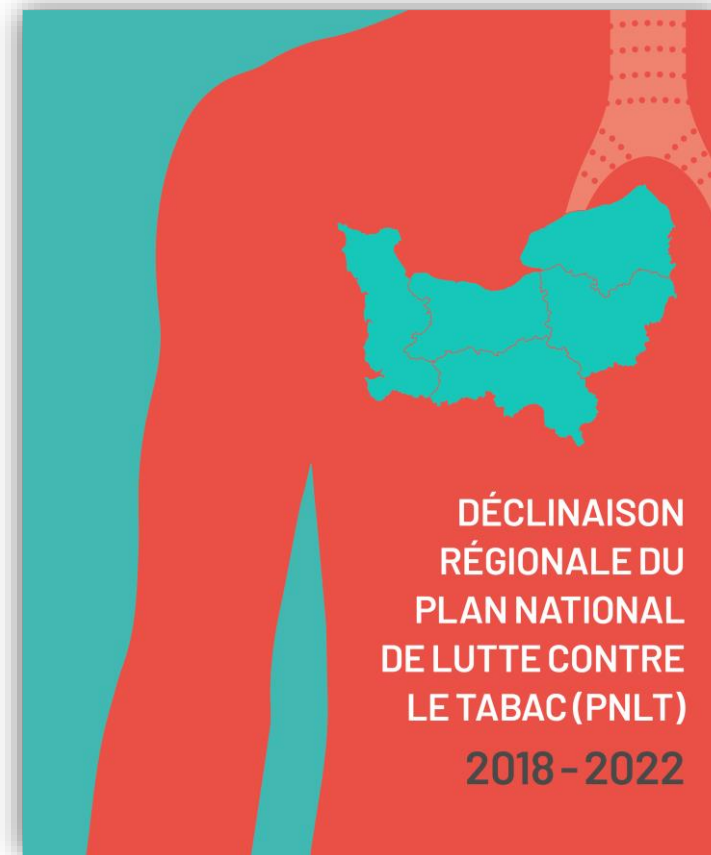 DÉCLINAISON
RÉGIONALE DU
PLAN NATIONAL
DE LUTTE CONTRE
LE TABAC (PNLT)
2018 - 2022